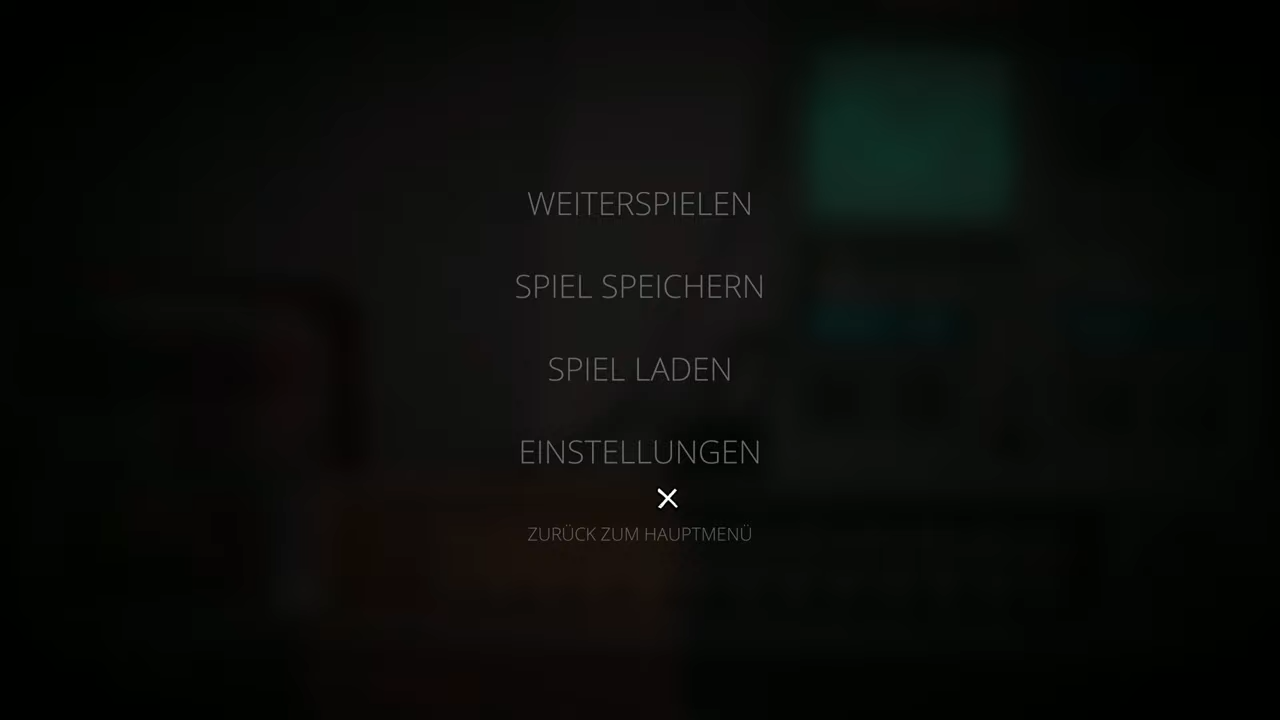 WEITERSPIELEN
SPIEL SPEICHERN
SPIEL LADEN
EINSTELLUNGEN
ZURÜCK ZUM HAUPTMENÜ